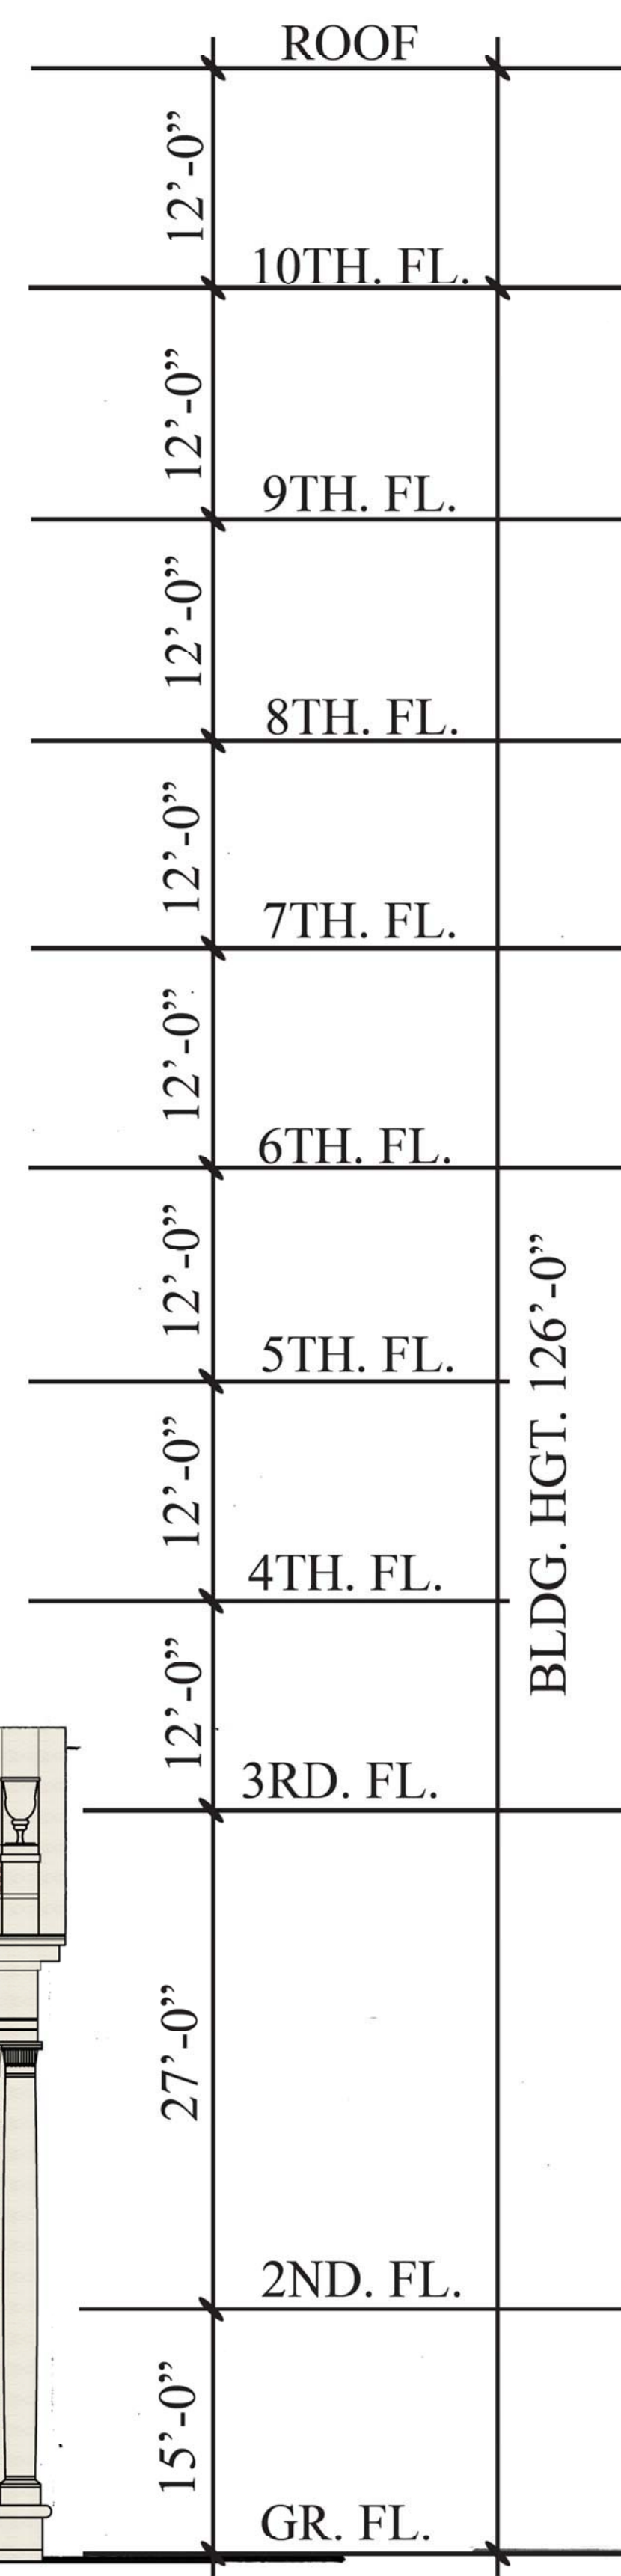 ROOF
12’-0”
10TH. FL.
12’-0”
9TH. FL.
12’-0”
8TH. FL.
12’-0”
7TH. FL.
12’-0”
6TH. FL.
12’-0”
5TH. FL.
BLDG. HGT. 126’-0”
12’-0”
4TH. FL.
12’-0”
3RD. FL.
27’-0”
2ND. FL.
15’-0”
GR. FL.